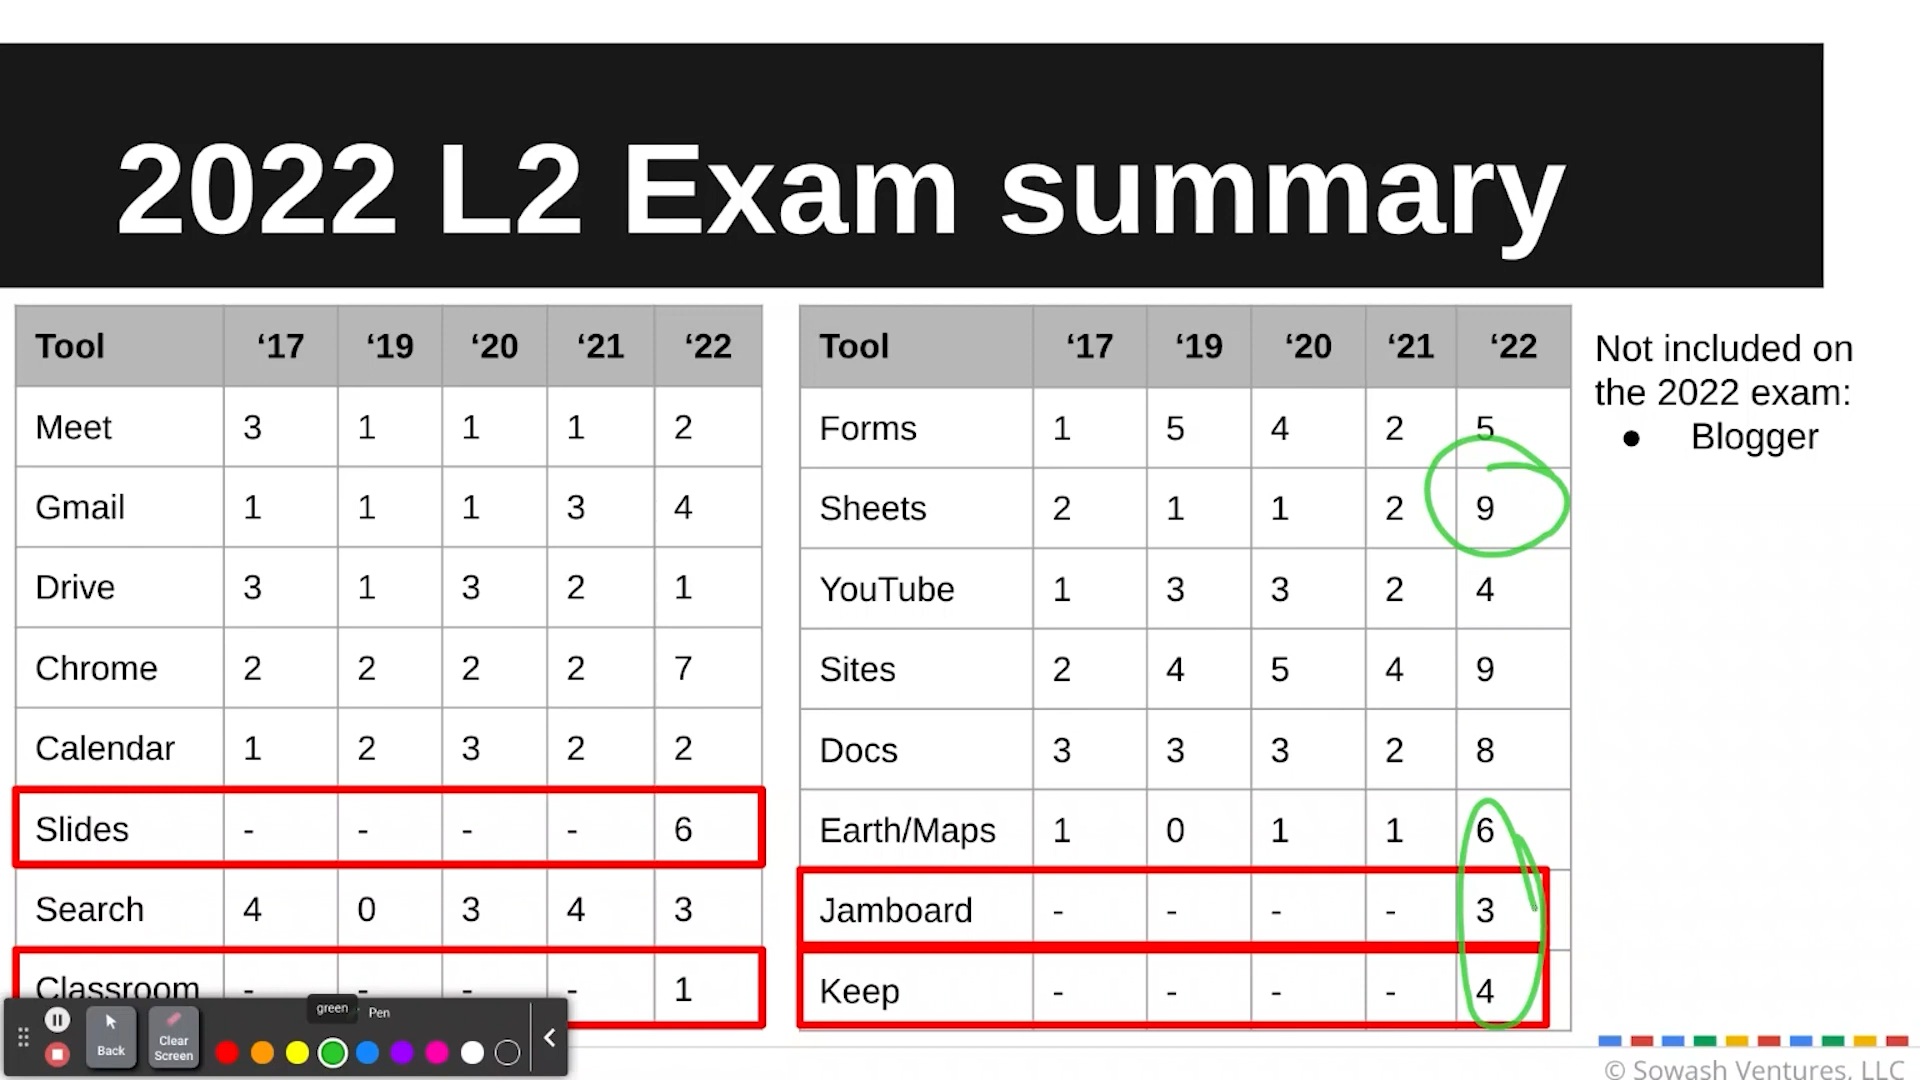 2022 L2 Exam summary
Tool ‘17 ‘19 ‘20 ‘21 ‘22
Meet 3 1 1 1 2
Gmail 1 1 1 3 4
Drive 3 1 3 2 1
Chrome 2 2 2 2 7
Calendar 1 2 3 2 2
Slides - - - - 6
Search 4 0 3 4 3
Classroom - - - - 1
Tool ‘17 ‘19 ‘20 ‘21 ‘22
Forms 1 5 4 2 5
Sheets 2 1 1 2 9
YouTube 1 3 3 2 4
Sites 2 4 5 4 9
Docs 3 3 3 2 8
Earth/Maps 1 0 1 1 6
Jamboard - - - - 3
Keep - - - - 4
Not included on
the 2022 exam:
● Blogger
green Pen
Back
Clear
Screen
© Sowash Ventures, LLC